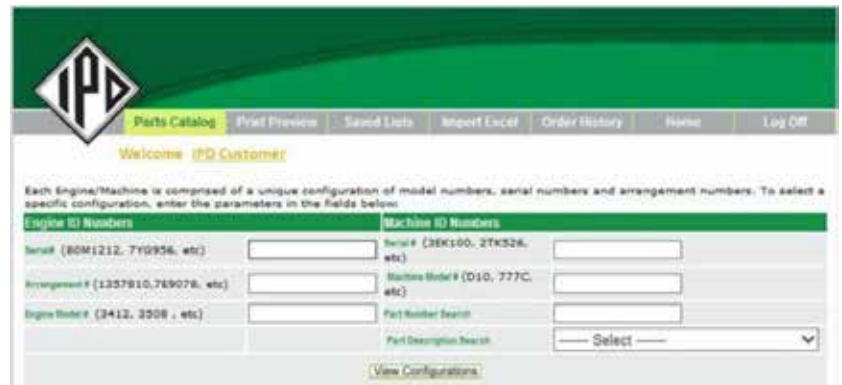 IPD
Parts Catalog Print Preview Saved Lists Import Excel Order History Home Log Off
Welcome IPD Customer
Each Engine/Machine is comprised of a unique configuration of model numbers, serial numbers and arrangement numbers. To select a
specific configuration, enter the parameters in the fields below:
Engine ID Numbers Machine ID Numbers
Serial# (80M1212, 7YG956, etc) Serial # (3EK100, 2TK526,
etc)
Arrangement # (1357810,7E9078, etc) Machine Model # (D10, 777C,
etc)
Engine Model # (3412, 3508 , etc) Part Number Search
Part Description Search ------ Select ------
View Configurations